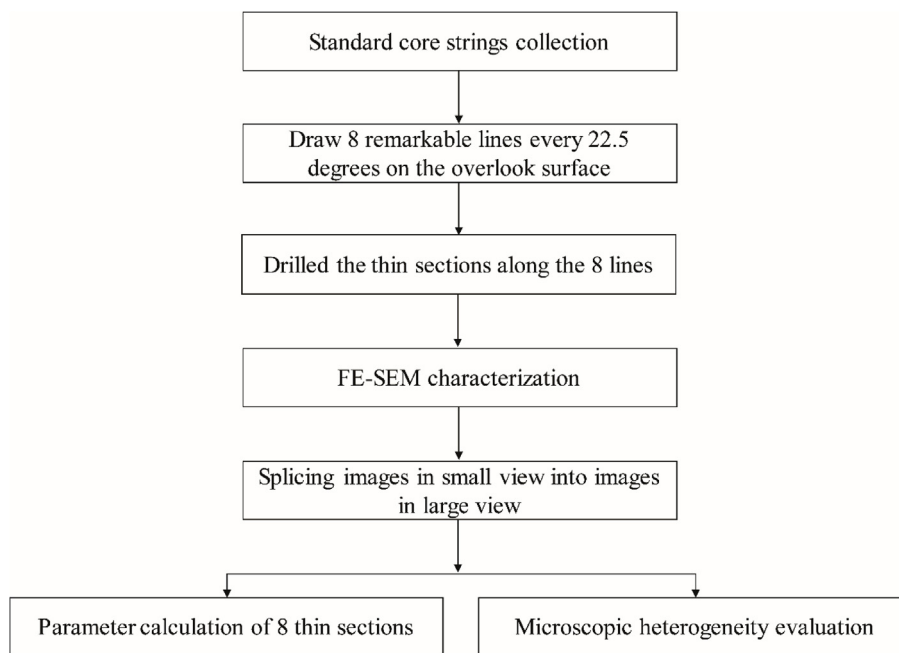 Standard core strings collection
Draw 8 remarkable lines every 22.5
degrees on the overlook surface
Drilled the thin sections along the 8 lines
FE-SEM characterization
Splicing images in small view into images
in large view
Parameter calculation of 8 thin sections
Microscopic heterogeneity evaluation